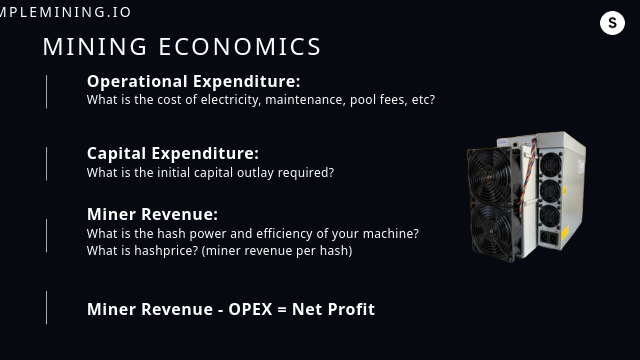 MPLEMINING.IO
S
MINING ECONOMICS
Operational Expenditure:
What is the cost of electricity, maintenance, pool fees, etc?
Capital Expenditure:
What is the initial capital outlay required?
Miner Revenue:
What is the hash power and efficiency of your machine?
What is hashprice? (miner revenue per hash)
Miner Revenue - OPEX = Net Profit